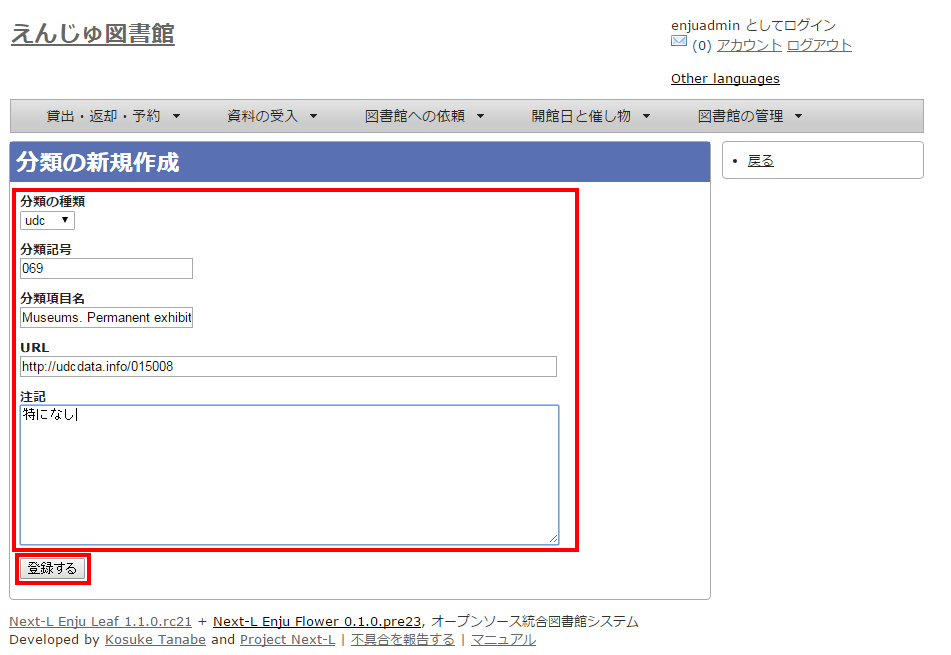 えんじゅ図書館
enjuadmin としてログイン
(0) アカウント ログアウト
Other languages
貸出・返却・予約 ▼ 資料の受入 ▼ 図書館への依頼 ▼ 開館日と催し物 ▼ 図書館の管理 ▼
分類の新規作成
• 戻る
分類の種類
udc ▼
分類記号
069
分類項目名
Museums. Permanent exhibit
URL
http://udcdata.info/015008
注記
特になし
登録する
Next-L Enju Leaf 1.1.0.rc21 + Next-L Enju Flower 0.1.0.pre23, オープンソース統合図書館システム
Developed by Kosuke Tanabe and Project Next-L | 不具合を報告する | マニュアル